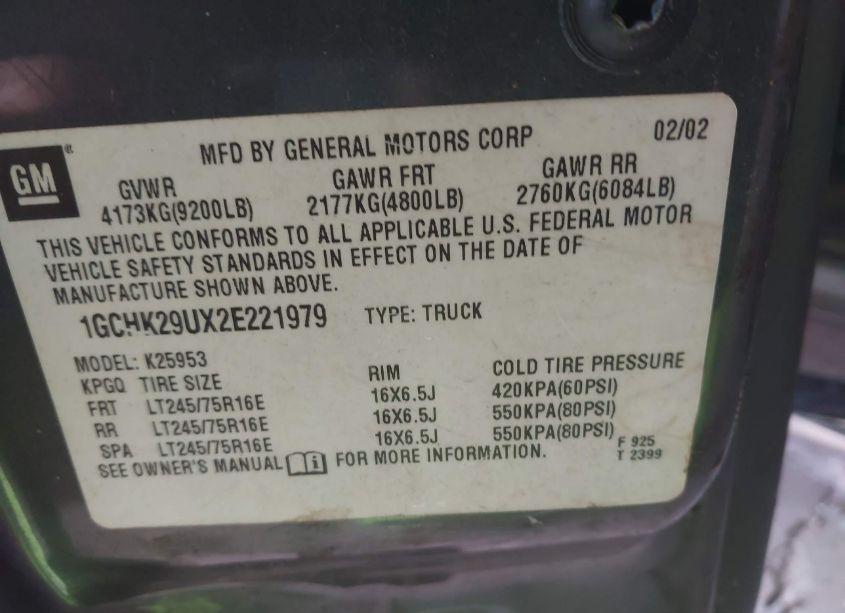 MFD BY GENERAL MOTORS CORP 02/02
GM®
GVWR GAWR FRT GAWR RR
4173KG(9200LB) 2177KG(4800LB) 2760KG(6084LB)
THIS VEHICLE CONFORMS TO ALL APPLICABLE U.S. FEDERAL MOTOR
VEHICLE SAFETY STANDARDS IN EFFECT ON THE DATE OF
MANUFACTURE SHOWN ABOVE.
1GCHK29UX2E221979 TYPE: TRUCK
MODEL: K25953
KPGQ TIRE SIZE RIM COLD TIRE PRESSURE
FRT LT245/75R16E 16X6.5J 420KPA(60PSI)
RR LT245/75R16E 16X6.5J 550KPA(80PSI)
SPA LT245/75R16E 16X6.5J 550KPA(80PSI)
SEE OWNER'S MANUAL i FOR MORE INFORMATION.
F 925
T 2399